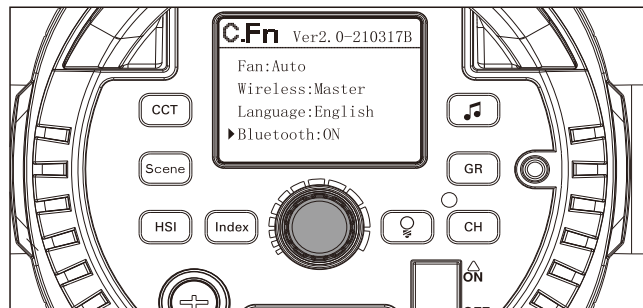 C.Fn Ver2.0-210317B
Fan:Auto
Wireless:Master
Language:English
Bluetooth:ON
CCT
Scene
GR
HSI
Index
CH
ON